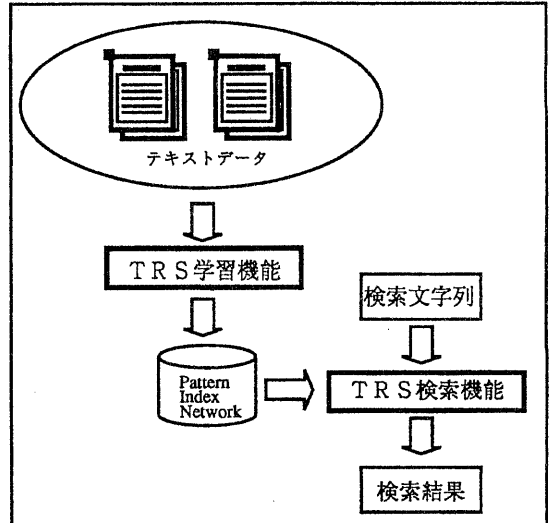 テキストデータ
TRS学習機能
検索文字列
Pattern
Index
Network
TRS検索機能
検索結果